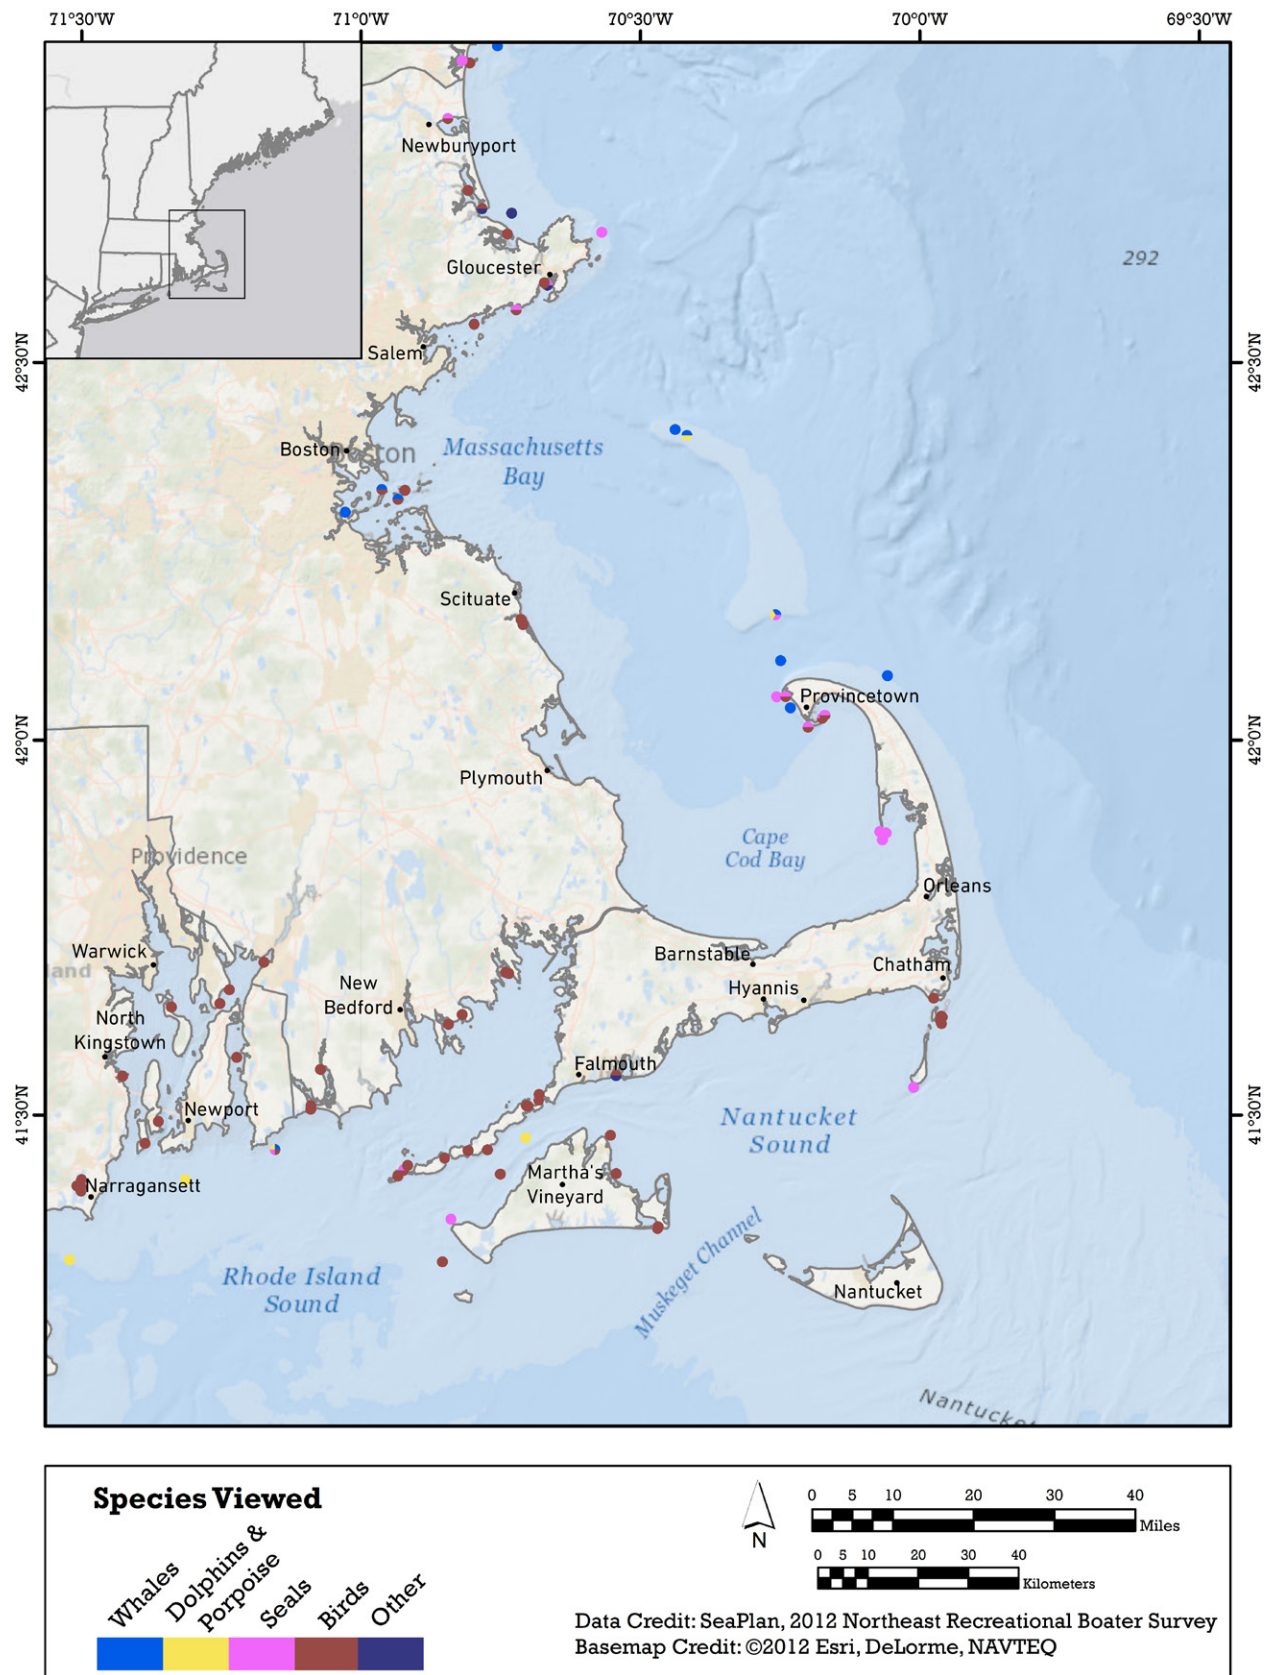 71°30'W 71°0'W 70°30'W 70°0'W 69°30'W
Newburyport
292
Gloucester
42°30'N
42°30'N
Salem
Boston
Boston
Massachusetts
Bay
Scituate
Provincetown
42°0'N
42°0'N
Plymouth
Cape
Cod Bay
Providence
Orleans
Warwick
Barnstable
Chatham
land
New
Bedford
Hyannis
North
Kingstown
Falmouth
41°30'N
41°30'N
Newport
Nantucket
Sound
Martha's
Vineyard
Narragansett
Muskeget Channel
Rhode Island
Sound
Nantucket
Nantucket
Species Viewed
Whales
Dolphins &
Porpoise
Seals
Birds
Other
N
0 5 10 20 30 40
Miles
0 5 10 20 30 40
Kilometers
Data Credit: SeaPlan, 2012 Northeast Recreational Boater Survey
Basemap Credit: ©2012 Esri, DeLorme, NAVTEQ